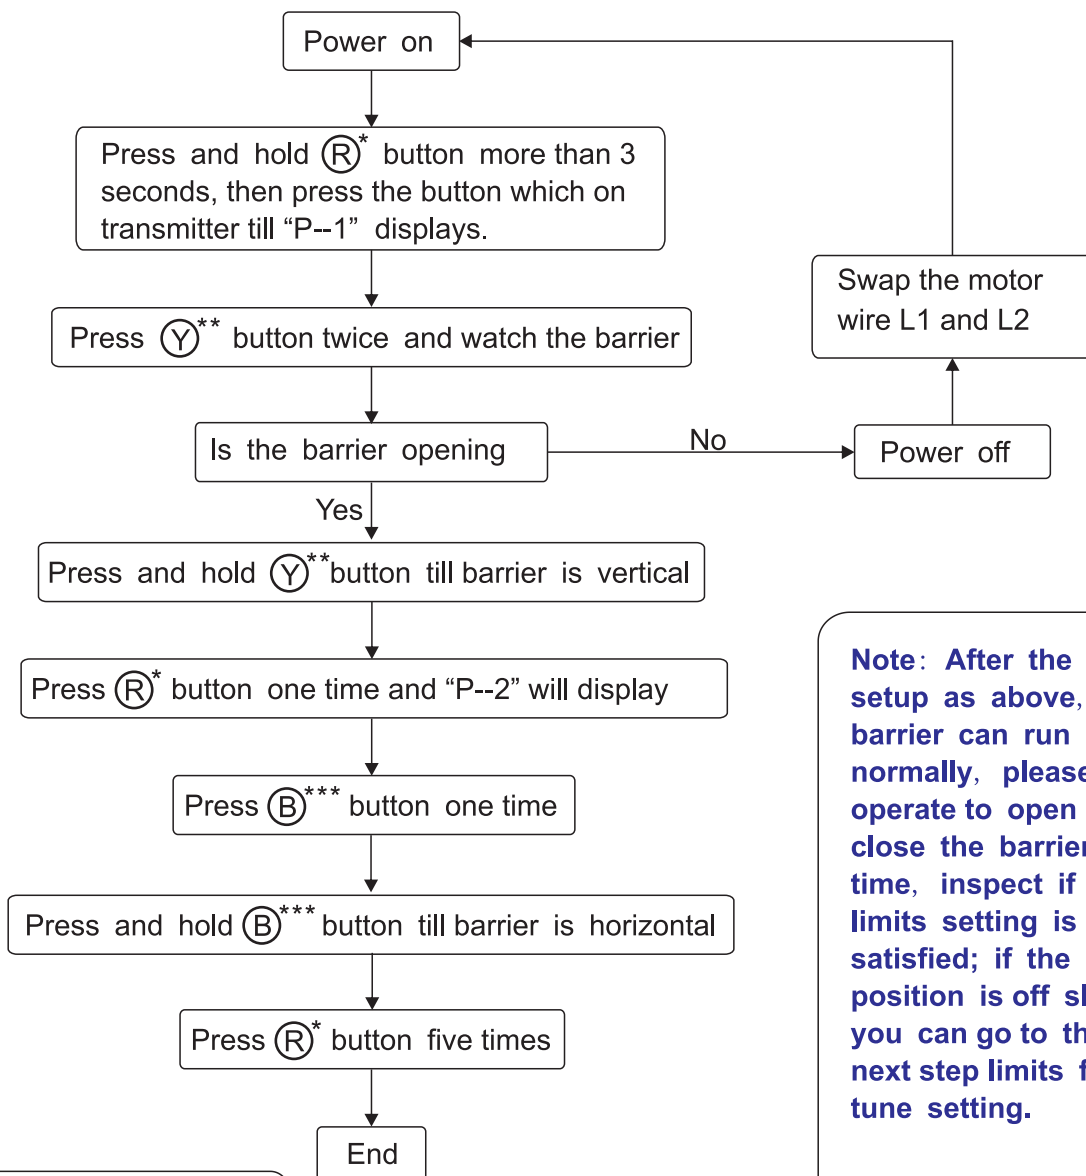 Power on
Press and hold Ⓡ* button more than 3
seconds, then press the button which on
transmitter till “P--1” displays.
Press Ⓨ** button twice and watch the barrier
Is the barrier opening
No
Power off
Swap the motor
wire L1 and L2
Yes
Press and hold Ⓨ**button till barrier is vertical
Press Ⓡ* button one time and “P--2” will display
Press Ⓑ*** button one time
Press and hold Ⓑ***button till barrier is horizontal
Press Ⓡ* button five times
End
Note: After the
setup as above,
barrier can run
normally, please
operate to open
close the barrier
time, inspect if
limits setting is
satisfied; if the
position is off
you can go to
next step limits
tune setting.